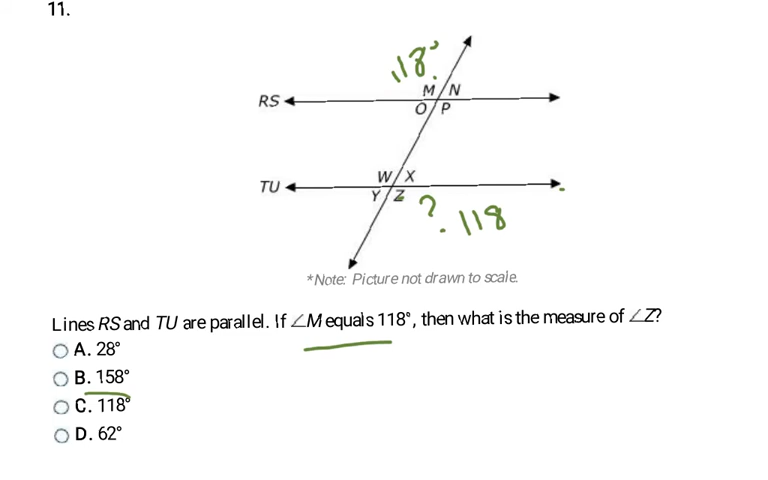 11.
118°
M N
RS
O P
W X
TU
Y Z
? 118
*Note: Picture not drawn to scale.
Lines RS and TU are parallel. If ∠M equals 118°, then what is the measure of ∠Z?
A. 28°
B. 158°
C. 118°
D. 62°